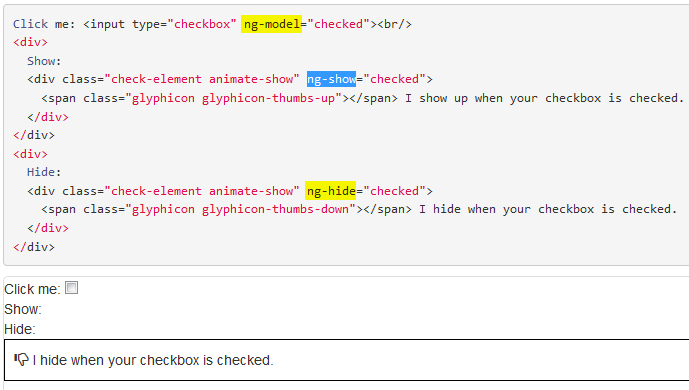 Click me: <input type="checkbox" ng-model="checked"><br/>
<div>
  Show:
  <div class="check-element animate-show" ng-show="checked">
    <span class="glyphicon glyphicon-thumbs-up"></span> I show up when your checkbox is checked.
  </div>
</div>
<div>
  Hide:
  <div class="check-element animate-show" ng-hide="checked">
    <span class="glyphicon glyphicon-thumbs-down"></span> I hide when your checkbox is checked.
  </div>
</div>
Click me:
Show:
Hide:
I hide when your checkbox is checked.